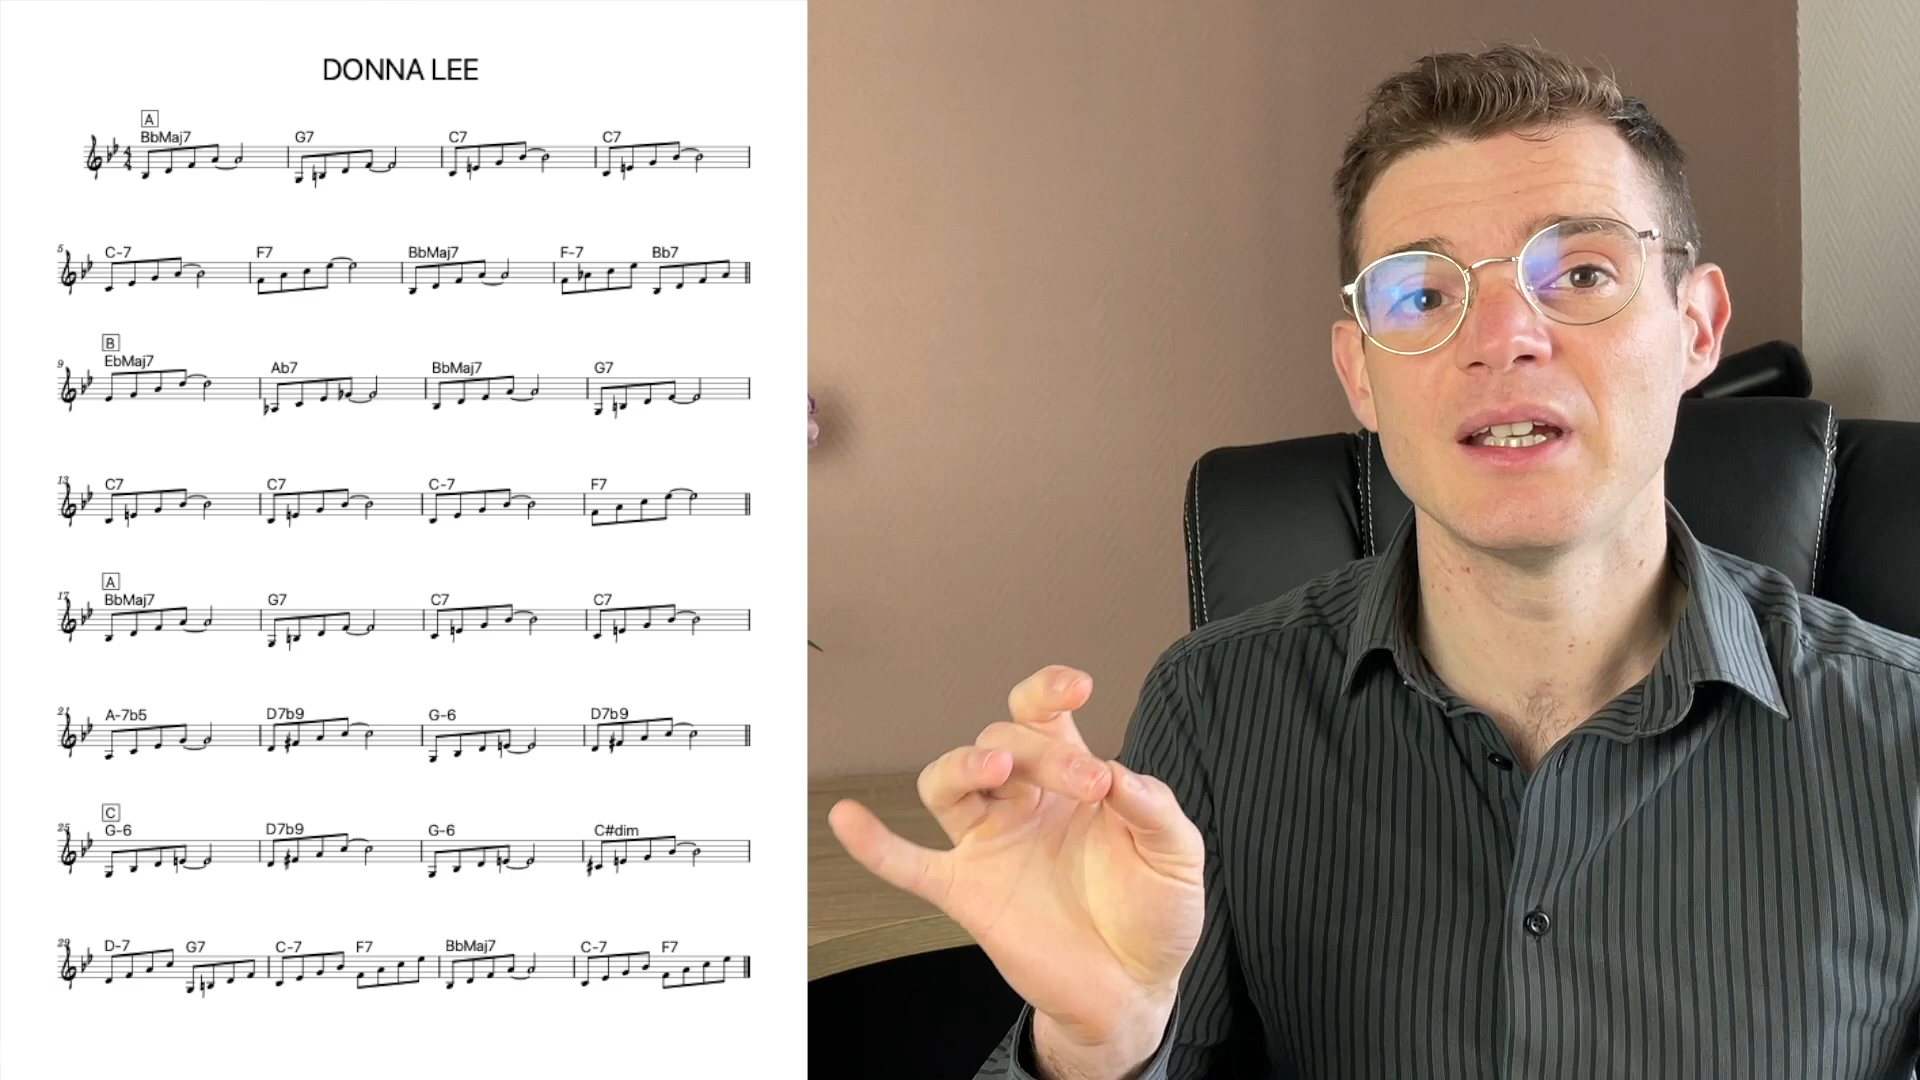 DONNA LEE
A
BbMaj7 G7 C7 C7
4
4
5
C-7 F7 BbMaj7 F-7 Bb7
B
9
EbMaj7 Ab7 BbMaj7 G7
13
C7 C7 C-7 F7
A
17
BbMaj7 G7 C7 C7
21
A-7b5 D7b9 G-6 D7b9
C
25
G-6 D7b9 G-6 C#dim
29
D-7 G7 C-7 F7 BbMaj7 C-7 F7